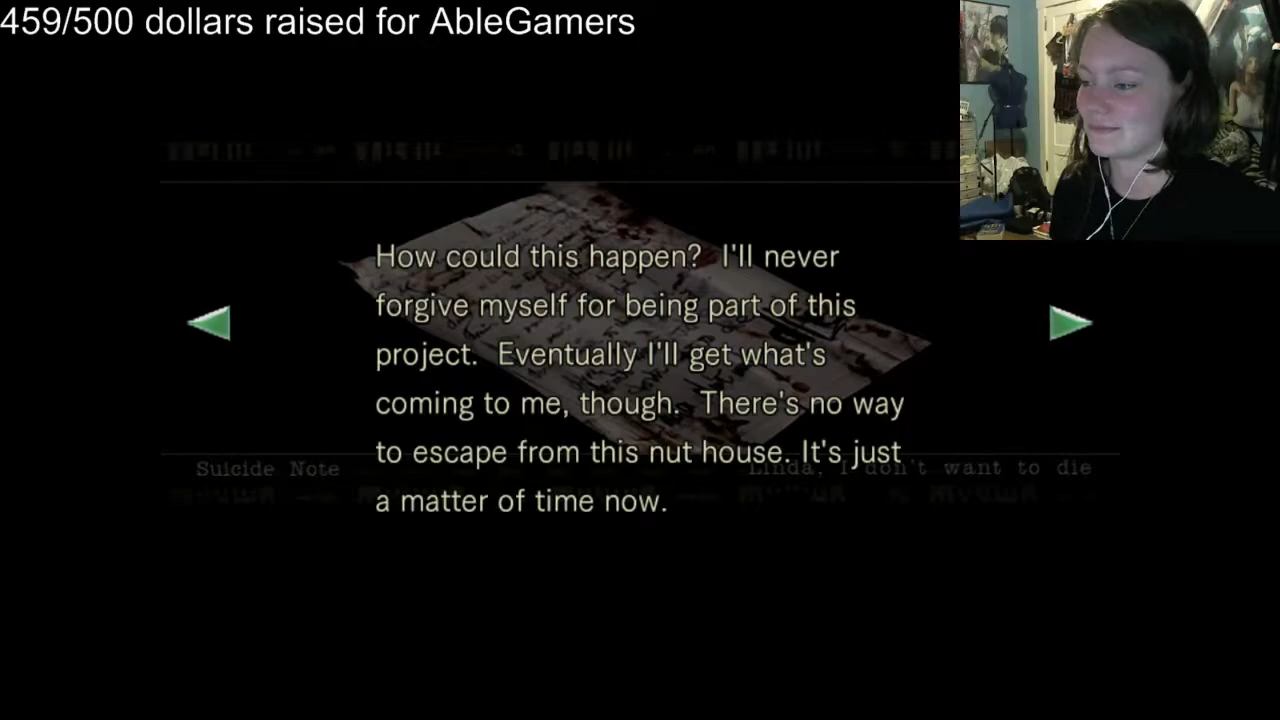 459/500 dollars raised for AbleGamers
How could this happen? I'll never
forgive myself for being part of this
project. Eventually I'll get what's
coming to me, though. There's no way
to escape from this nut house. It's just
a matter of time now.
Suicide Note
Linda, I don't want to die